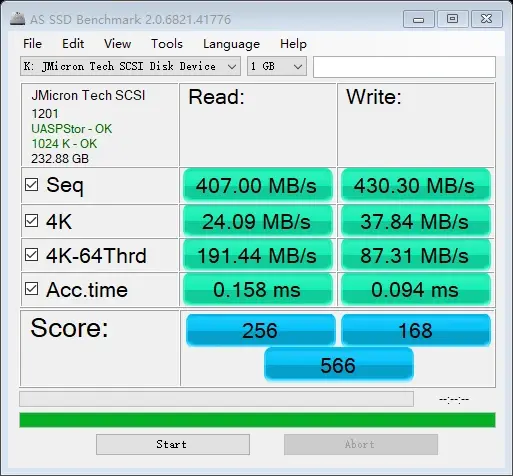 AS SSD Benchmark 2.0.6821.41776
File Edit View Tools Language Help
K: JMicron Tech SCSI Disk Device 1 GB
JMicron Tech SCSI
1201
UASPStor - OK
1024 K - OK
232.88 GB
Read: Write:
Seq 407.00 MB/s 430.30 MB/s
4K 24.09 MB/s 37.84 MB/s
4K-64Thrd 191.44 MB/s 87.31 MB/s
Acc.time 0.158 ms 0.094 ms
Score: 256 168
566
--:--:--
Start Abort